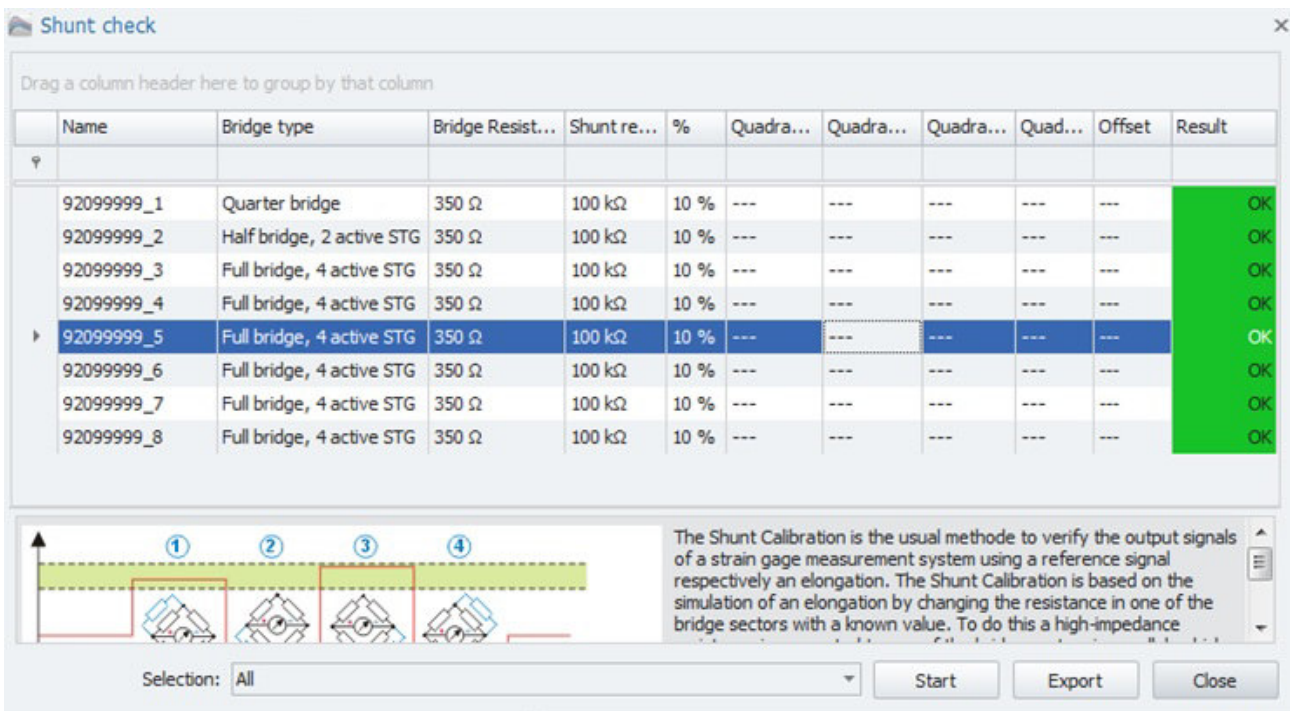 Shunt check
Drag a column header here to group by that column
Name Bridge type Bridge Resist... Shunt re... % Quadra... Quadra... Quadra... Quad... Offset Result
92099999_1 Quarter bridge 350 Ω 100 kΩ 10 % --- --- --- --- --- OK
92099999_2 Half bridge, 2 active STG 350 Ω 100 kΩ 10 % --- --- --- --- --- OK
92099999_3 Full bridge, 4 active STG 350 Ω 100 kΩ 10 % --- --- --- --- --- OK
92099999_4 Full bridge, 4 active STG 350 Ω 100 kΩ 10 % --- --- --- --- --- OK
92099999_5 Full bridge, 4 active STG 350 Ω 100 kΩ 10 % --- --- --- --- --- OK
92099999_6 Full bridge, 4 active STG 350 Ω 100 kΩ 10 % --- --- --- --- --- OK
92099999_7 Full bridge, 4 active STG 350 Ω 100 kΩ 10 % --- --- --- --- --- OK
92099999_8 Full bridge, 4 active STG 350 Ω 100 kΩ 10 % --- --- --- --- --- OK
1 2 3 4
The Shunt Calibration is the usual methode to verify the output signals
of a strain gage measurement system using a reference signal
respectively an elongation. The Shunt Calibration is based on the
simulation of an elongation by changing the resistance in one of the
bridge sectors with a known value. To do this a high-impedance
Selection: All Start Export Close